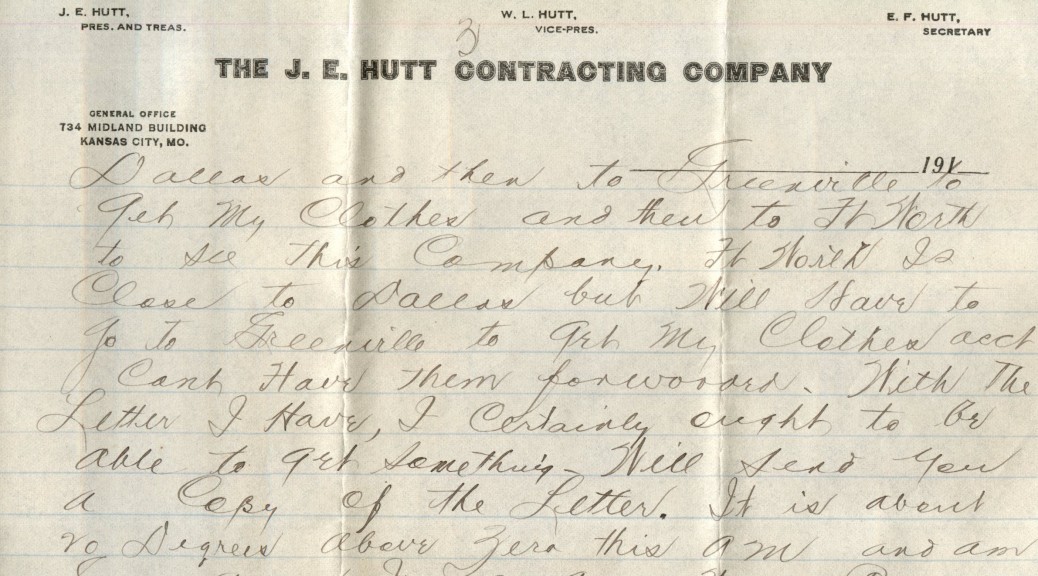 J. E. HUTT,
PRES. AND TREAS.
W. L. HUTT,
VICE-PRES.
E. F. HUTT,
SECRETARY
3
THE J. E. HUTT CONTRACTING COMPANY
GENERAL OFFICE
734 MIDLAND BUILDING
KANSAS CITY, MO.
191
Dallas and then to Greenville to
Get My Clothes and then to Ft Worth
to see this Company. Ft Worth Is
Close to Dallas but Will Have to
go to Greenville to Get My Clothes acct
Cant Have them forwoored. With The
Letter I Have, I Certainly ought to be
able to get something – Will send you
a Copy of the Letter. It is about
20 Degrees above Zero this am and am